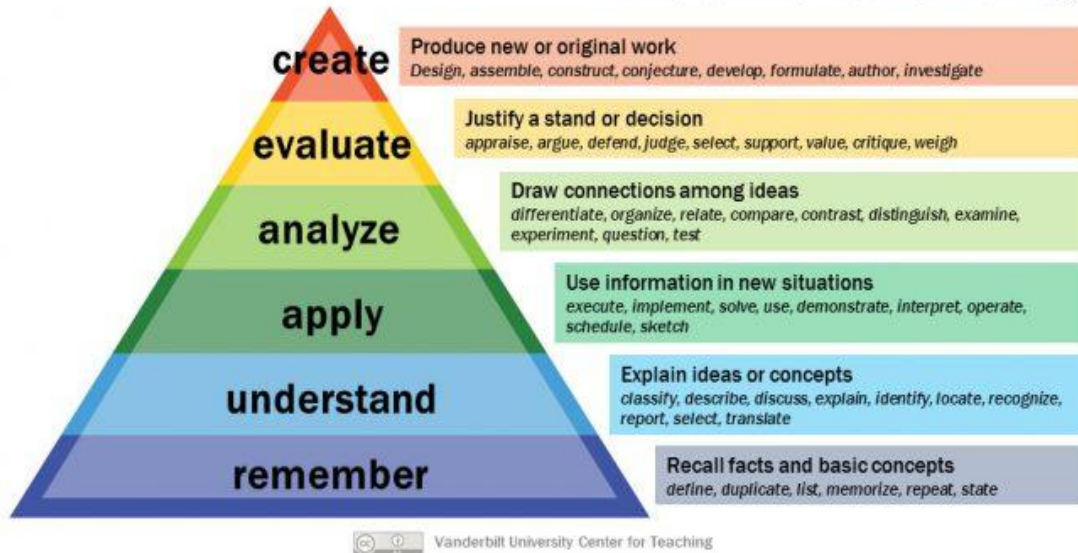 create
Produce new or original work
Design, assemble, construct, conjecture, develop, formulate, author, investigate
evaluate
Justify a stand or decision
appraise, argue, defend, judge, select, support, value, critique, weigh
analyze
Draw connections among ideas
differentiate, organize, relate, compare, contrast, distinguish, examine,
experiment, question, test
apply
Use information in new situations
execute, implement, solve, use, demonstrate, interpret, operate,
schedule, sketch
understand
Explain ideas or concepts
classify, describe, discuss, explain, identify, locate, recognize,
report, select, translate
remember
Recall facts and basic concepts
define, duplicate, list, memorize, repeat, state
cc
Vanderbilt University Center for Teaching